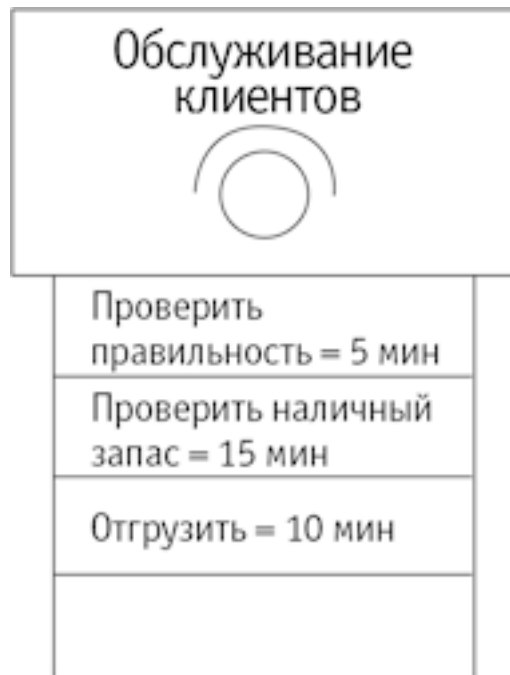 Обслуживание
клиентов
Проверить
правильность = 5 мин
Проверить наличный
запас = 15 мин
Отгрузить = 10 мин